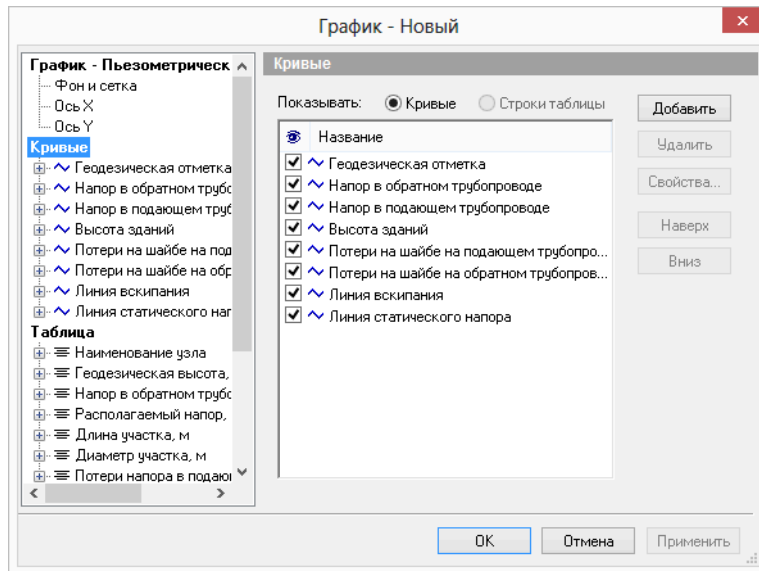 График - Новый
График - Пьезометрическ
Фон и сетка
Ось X
Ось Y
Кривые
Геодезическая отметка
Напор в обратном трубо
Напор в подающем труб
Высота зданий
Потери на шайбе на под
Потери на шайбе на обр
Линия вскипания
Линия статического нап
Таблица
Наименование узла
Геодезическая высота,
Напор в обратном трубо
Располагаемый напор,
Длина участка, м
Диаметр участка, м
Потери напора в подаю
Кривые
Показывать: Кривые Строки таблицы
Название
Геодезическая отметка
Напор в обратном трубопроводе
Напор в подающем трубопроводе
Высота зданий
Потери на шайбе на подающем трубопро...
Потери на шайбе на обратном трубопров...
Линия вскипания
Линия статического напора
Добавить
Удалить
Свойства...
Наверх
Вниз
OK Отмена Применить